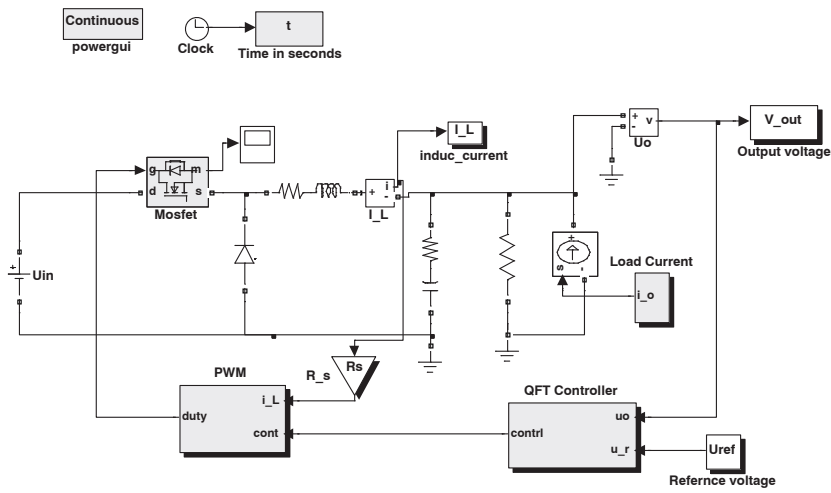 Continuous
powergui
Clock
t
Time in seconds
I_L
induc_current
+
-
v
Uo
V_out
Output voltage
g
m
d
s
Mosfet
+
i
-
I_L
+
Uin
+
s
-
Load Current
i_o
Rs
R_s
PWM
i_L
duty
cont
QFT Controller
uo
contrl
u_r
Uref
Refernce voltage